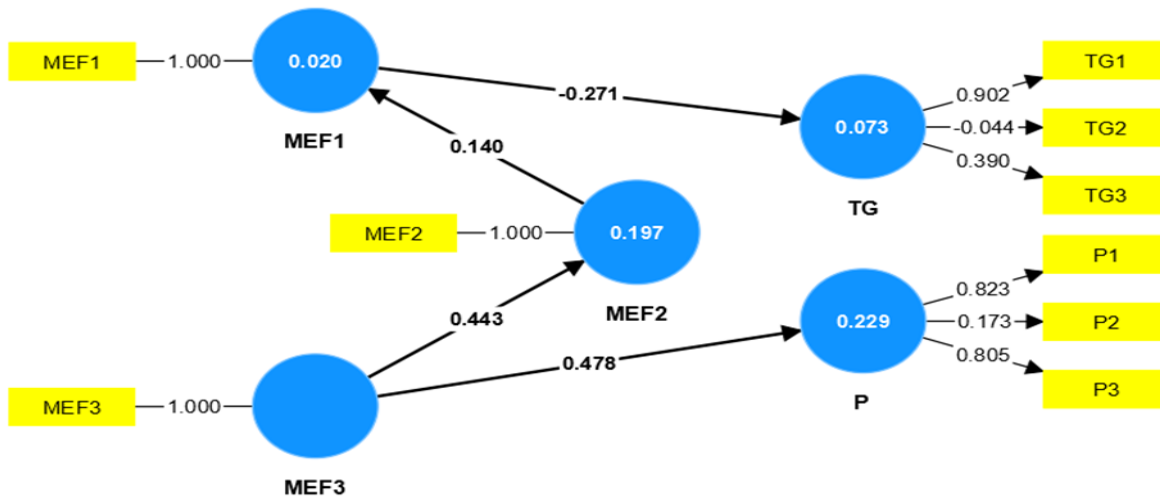 MEF1
1.000
0.020
MEF1
-0.271
0.073
TG
0.902
TG1
-0.044
TG2
0.390
TG3
0.140
MEF2
1.000
0.197
MEF2
0.443
0.478
0.229
P
0.823
P1
0.173
P2
0.805
P3
MEF3
1.000
MEF3